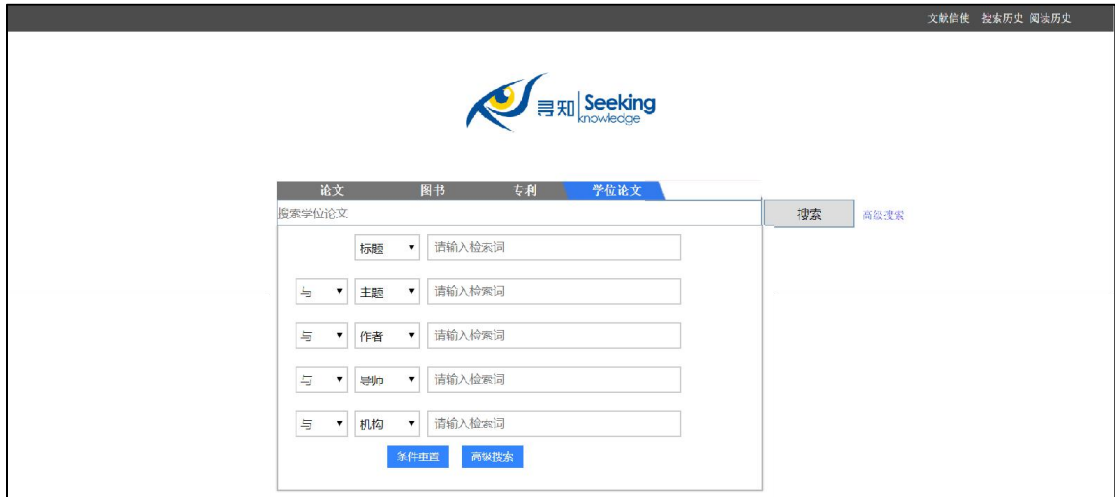 文献信使 搜索历史 阅读历史
寻知 Seeking
knowledge
论文 图书 专利 学位论文
搜索学位论文 搜索 高级搜索
标题 请输入检索词
与 主题 请输入检索词
与 作者 请输入检索词
与 导师 请输入检索词
与 机构 请输入检索词
条件重置 高级搜索